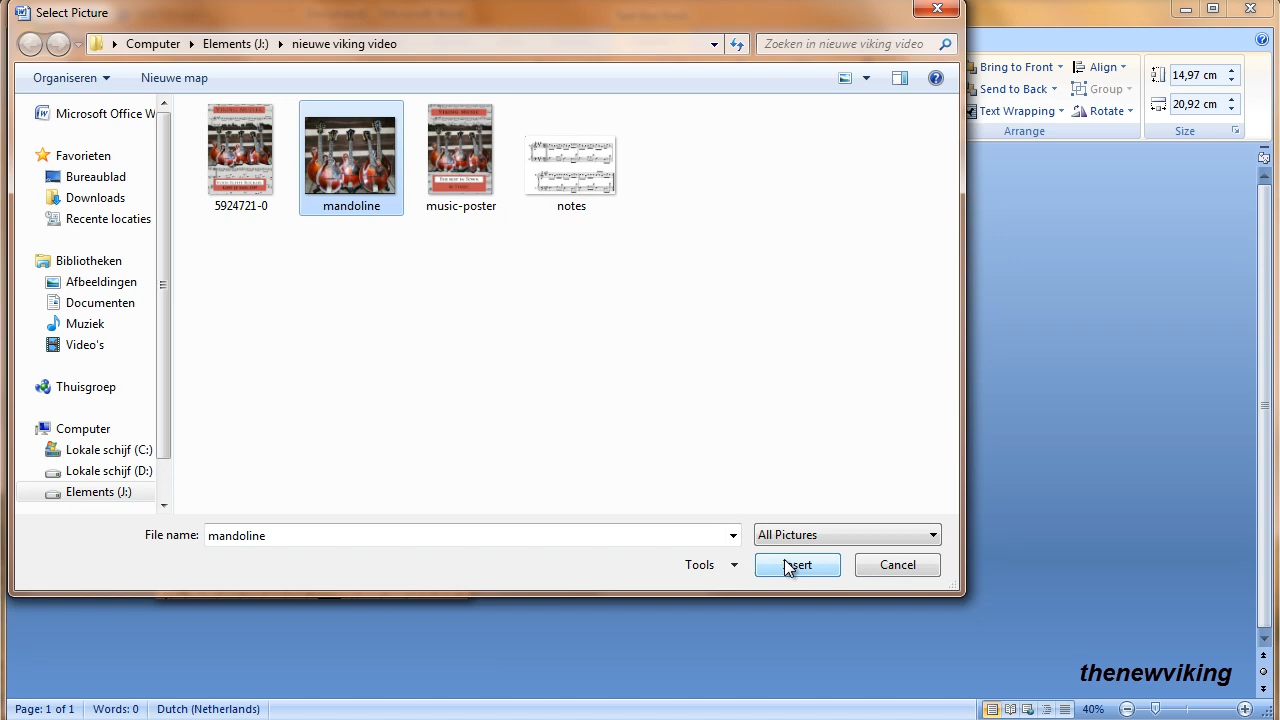 Select Picture
Computer
Elements (J:)
nieuwe viking video
Zoeken in nieuwe viking video
Organiseren
Nieuwe map
Bring to Front
Align
14,97 cm
Send to Back
Group
20,92 cm
Text Wrapping
Rotate
Arrange
Size
Microsoft Office W
Favorieten
Bureaublad
Downloads
Recente locaties
Bibliotheken
Afbeeldingen
Documenten
Muziek
Video's
Thuisgroep
Computer
Lokale schijf (C:)
Lokale schijf (D:)
Elements (J:)
VIKING MUSIC
5924721-0
mandoline
music-poster
notes
File name:
mandoline
All Pictures
Tools
Insert
Cancel
thenewviking
Page: 1 of 1
Words: 0
Dutch (Netherlands)
40%